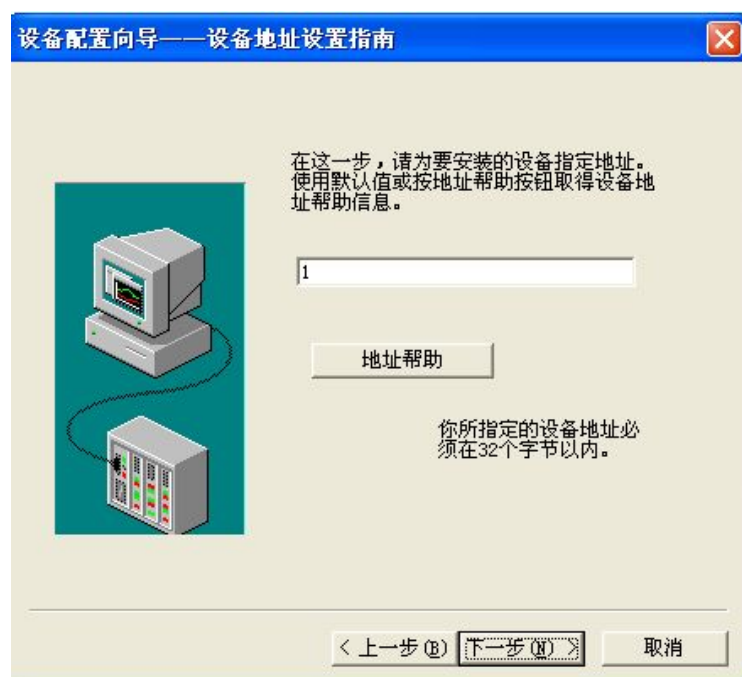 设备配置向导——设备地址设置指南
在这一步，请为要安装的设备指定地址。
使用默认值或按地址帮助按钮取得设备地
址帮助信息。
1
地址帮助
你所指定的设备地址必
须在32个字节以内。
< 上一步(B) 下一步(N) > 取消